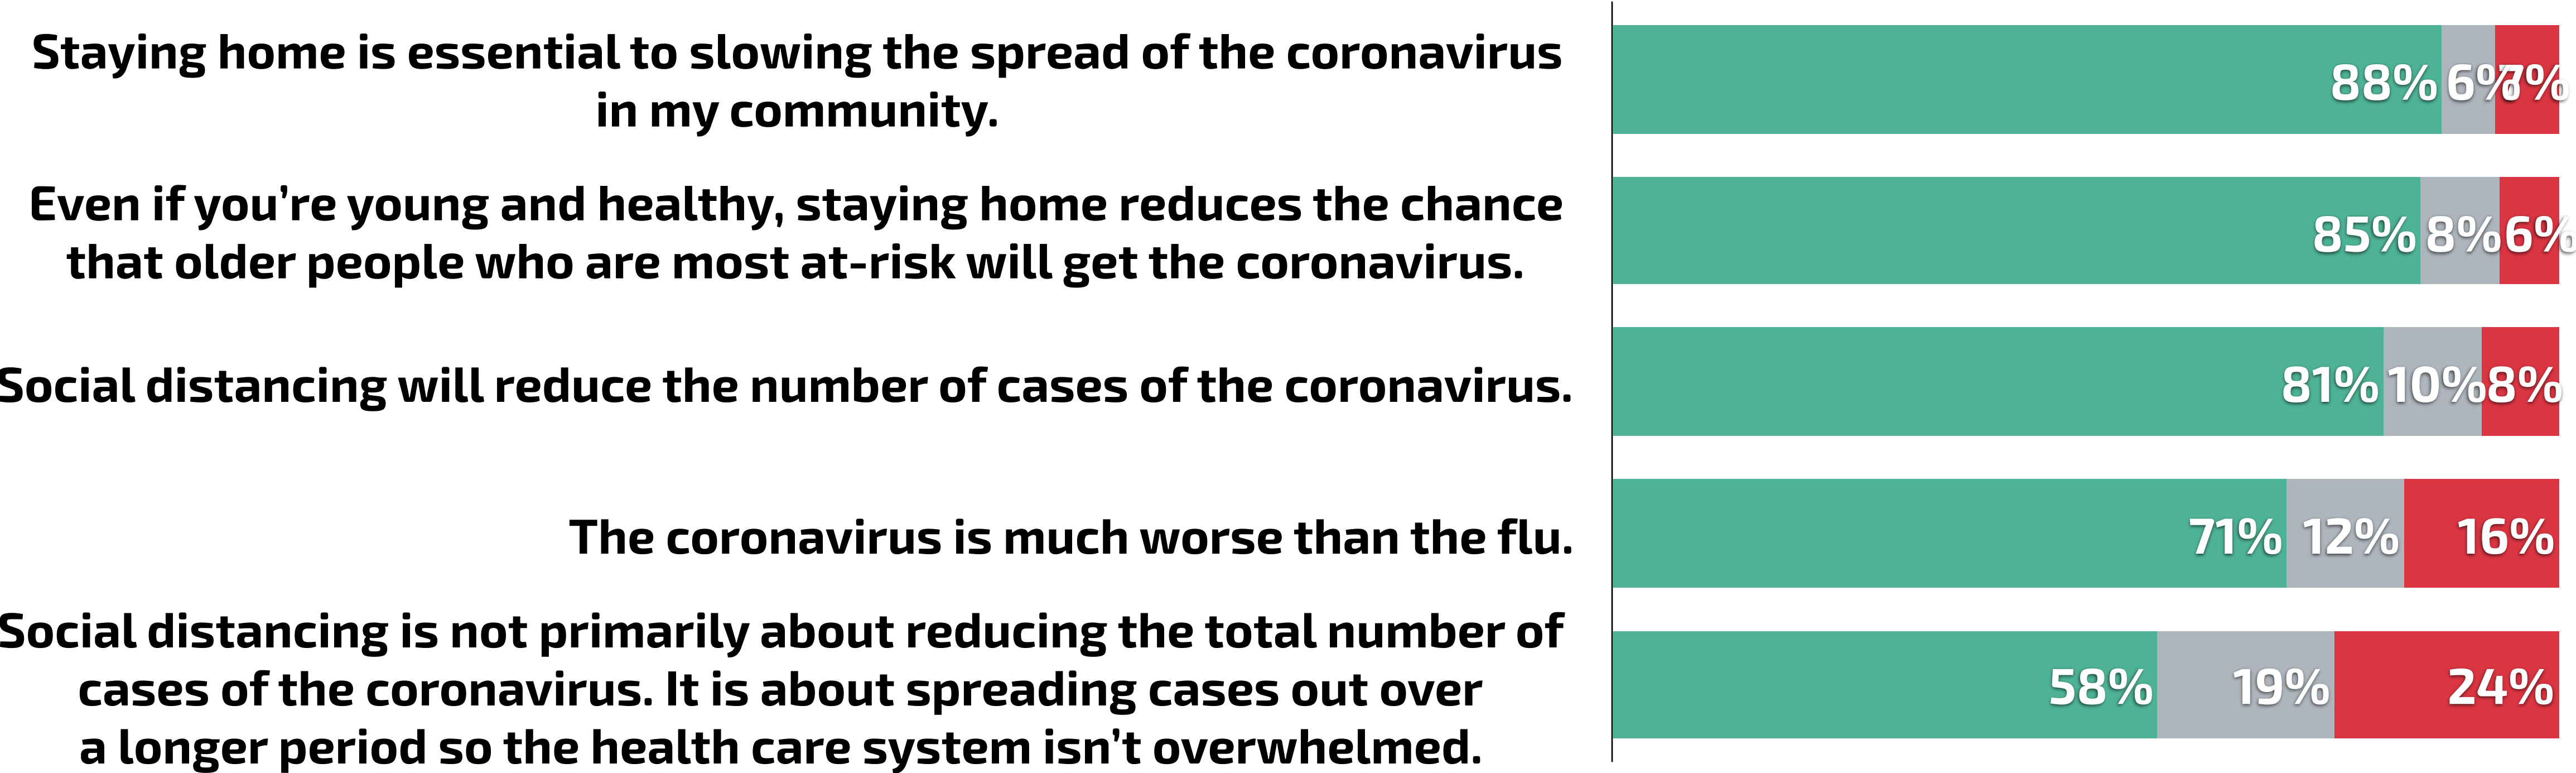 Staying home is essential to slowing the spread of the coronavirus
in my community.
88% 6% 7%
Even if you’re young and healthy, staying home reduces the chance
that older people who are most at-risk will get the coronavirus.
85% 8% 6%
Social distancing will reduce the number of cases of the coronavirus.
81% 10% 8%
The coronavirus is much worse than the flu.
71% 12% 16%
Social distancing is not primarily about reducing the total number of
cases of the coronavirus. It is about spreading cases out over
a longer period so the health care system isn’t overwhelmed.
58% 19% 24%